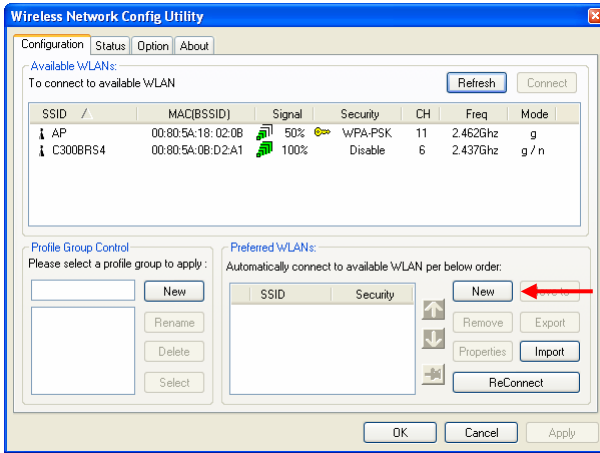 Wireless Network Config Utility
Configuration Status Option About
Available WLANs:
To connect to available WLAN Refresh Connect
SSID MAC(BSSID) Signal Security CH Freq Mode
AP 00:80:5A:18:02:0B 50% WPA-PSK 11 2.462Ghz g
C300BRS4 00:80:5A:0B:D2:A1 100% Disable 6 2.437Ghz g / n
Profile Group Control
Please select a profile group to apply :
New
Rename
Delete
Select
Preferred WLANs:
Automatically connect to available WLAN per below order:
SSID Security
New
Remove Export
Properties Import
ReConnect
OK Cancel Apply